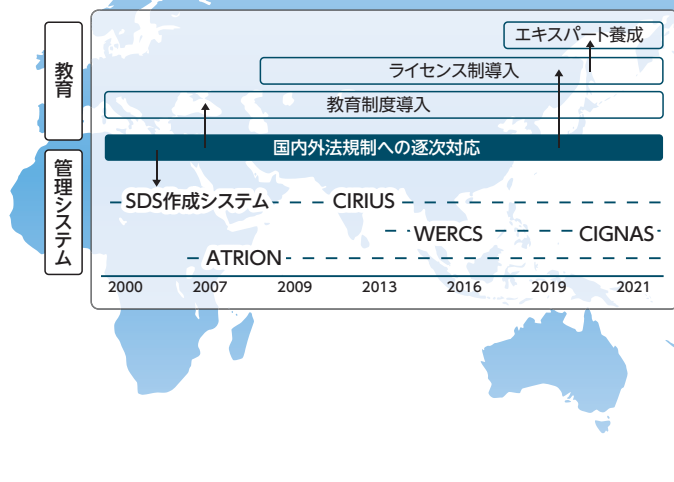 教育
エキスパート養成
ライセンス制導入
教育制度導入
国内外法規制への逐次対応
管理システム
SDS作成システム
CIRIUS
WERCS
CIGNAS
ATRION
2000 2007 2009 2013 2016 2019 2021